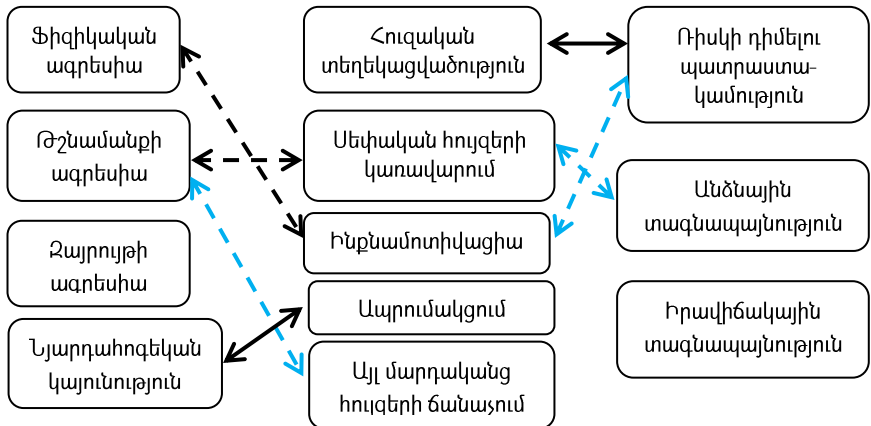 Ֆիզիկական
ագրեսիա
Թշնամանքի
ագրեսիա
Զայրույթի
ագրեսիա
Նյարդահոգեկան
կայունություն
Հուզական
տեղեկացվածություն
Սեփական հույզերի
կառավարում
Ինքնամոտիվացիա
Ապրումակցում
Այլ մարդականց
հույզերի ճանաչում
Ռիսկի դիմելու
պատրաստա-
կամություն
Անձնային
տագնապայնություն
Իրավիճակային
տագնապայնություն